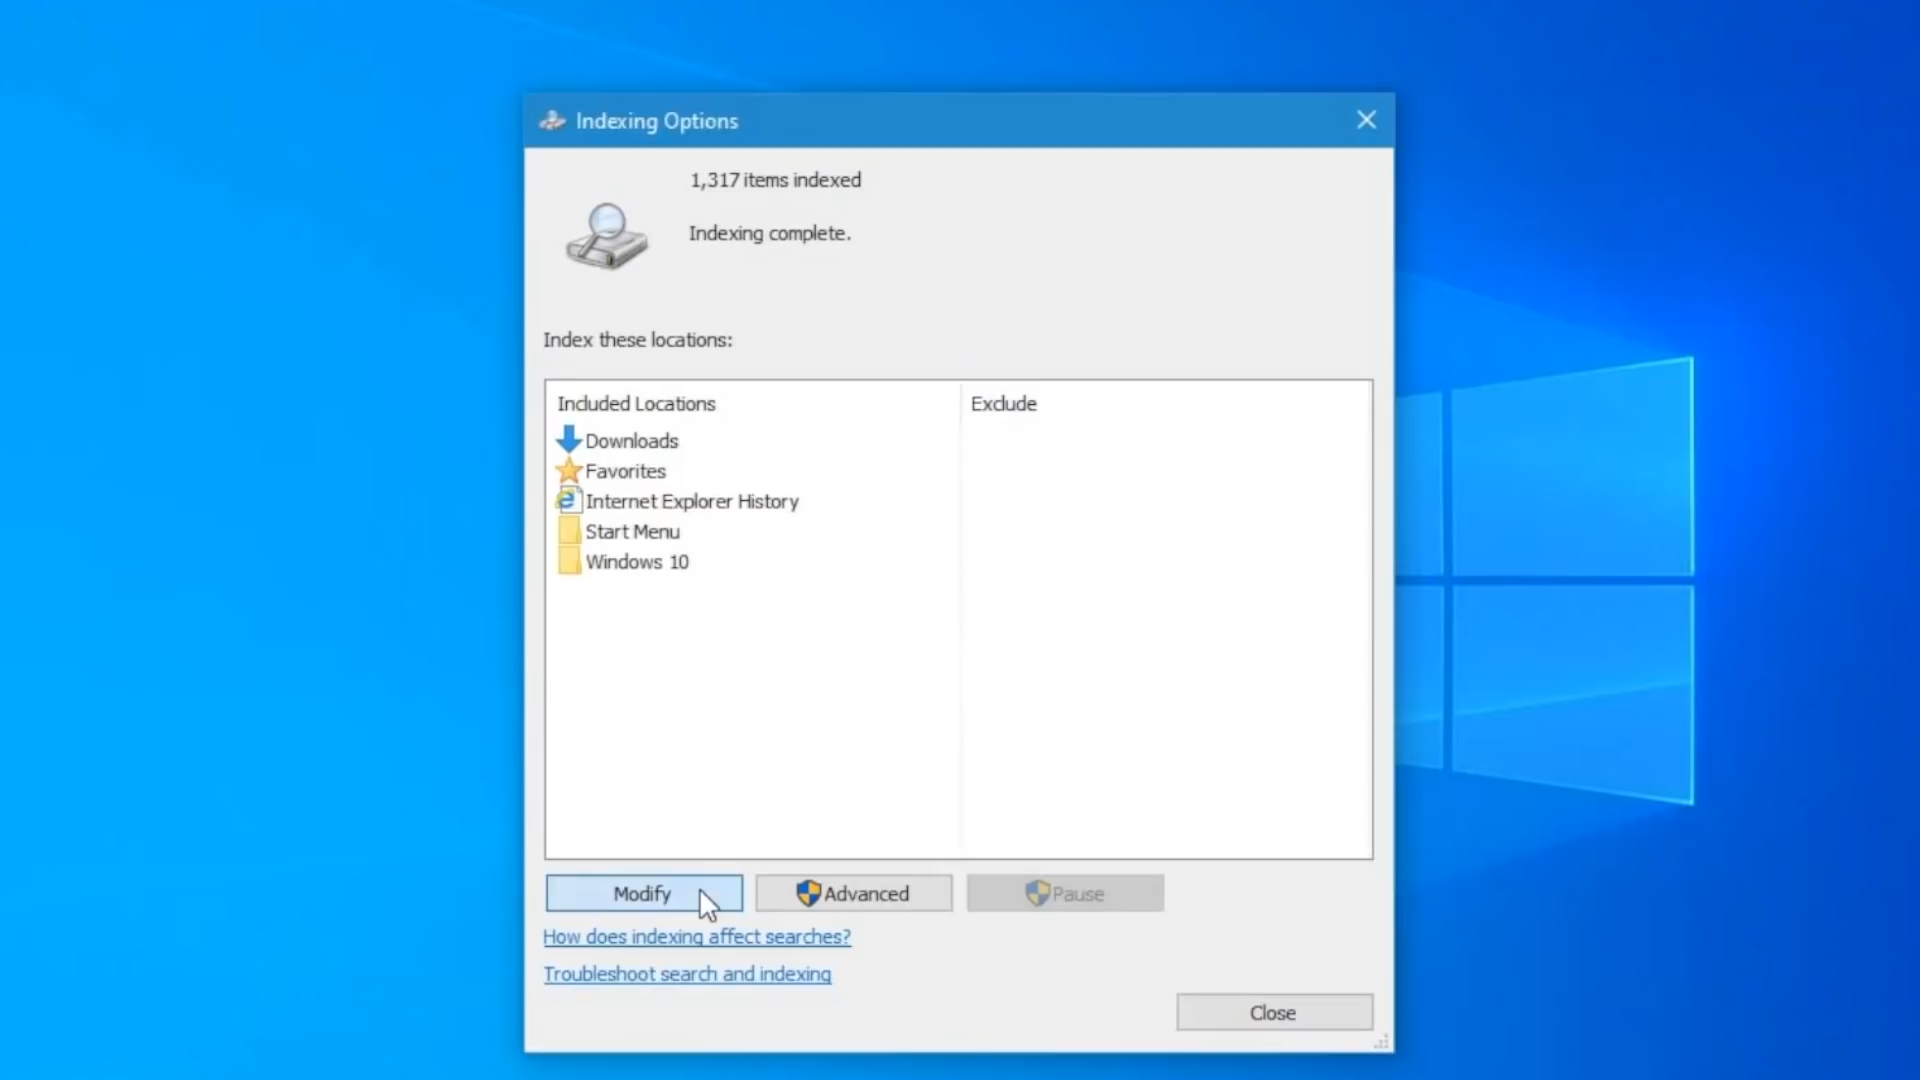 Indexing Options
1,317 items indexed
Indexing complete.
Index these locations:
Included Locations
Exclude
Downloads
Favorites
Internet Explorer History
Start Menu
Windows 10
Modify
Advanced
Pause
How does indexing affect searches?
Troubleshoot search and indexing
Close